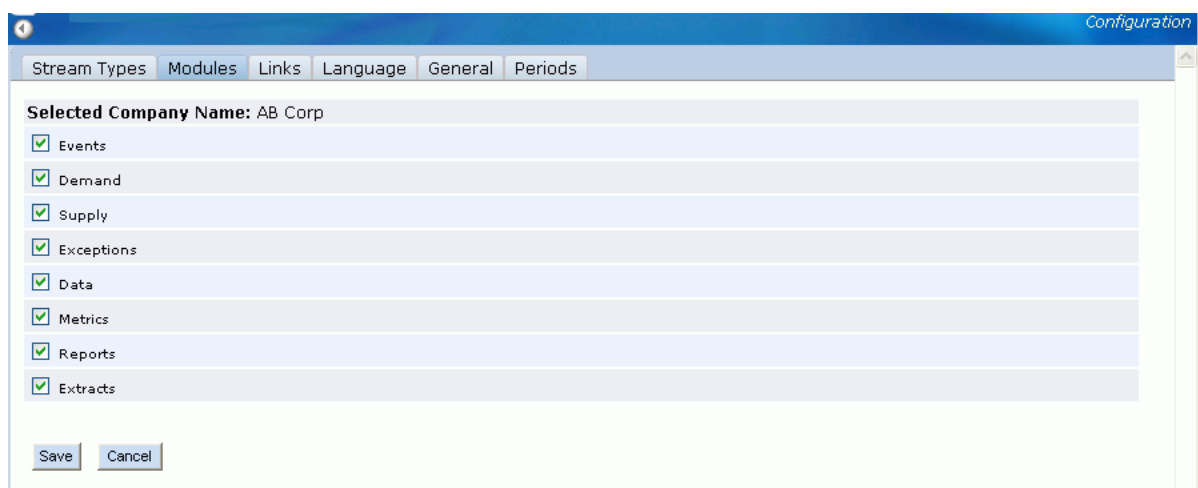 Configuration
Stream Types Modules Links Language General Periods
Selected Company Name: AB Corp
Events
Demand
Supply
Exceptions
Data
Metrics
Reports
Extracts
Save Cancel